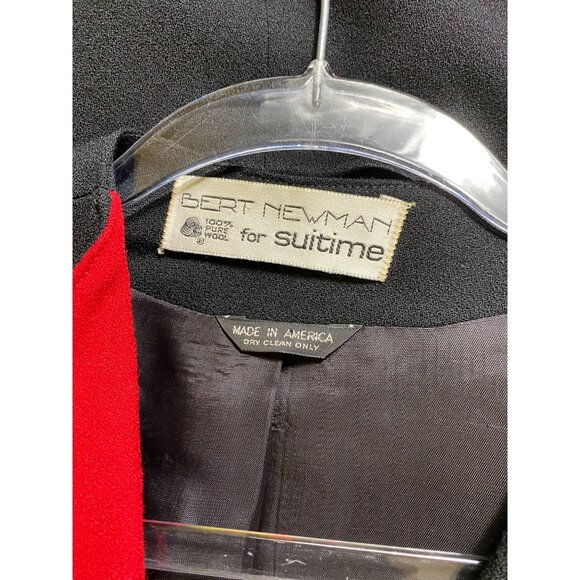 BERT NEWMAN
100%
PURE
WOOL
for suitime
MADE IN AMERICA
DRY CLEAN ONLY